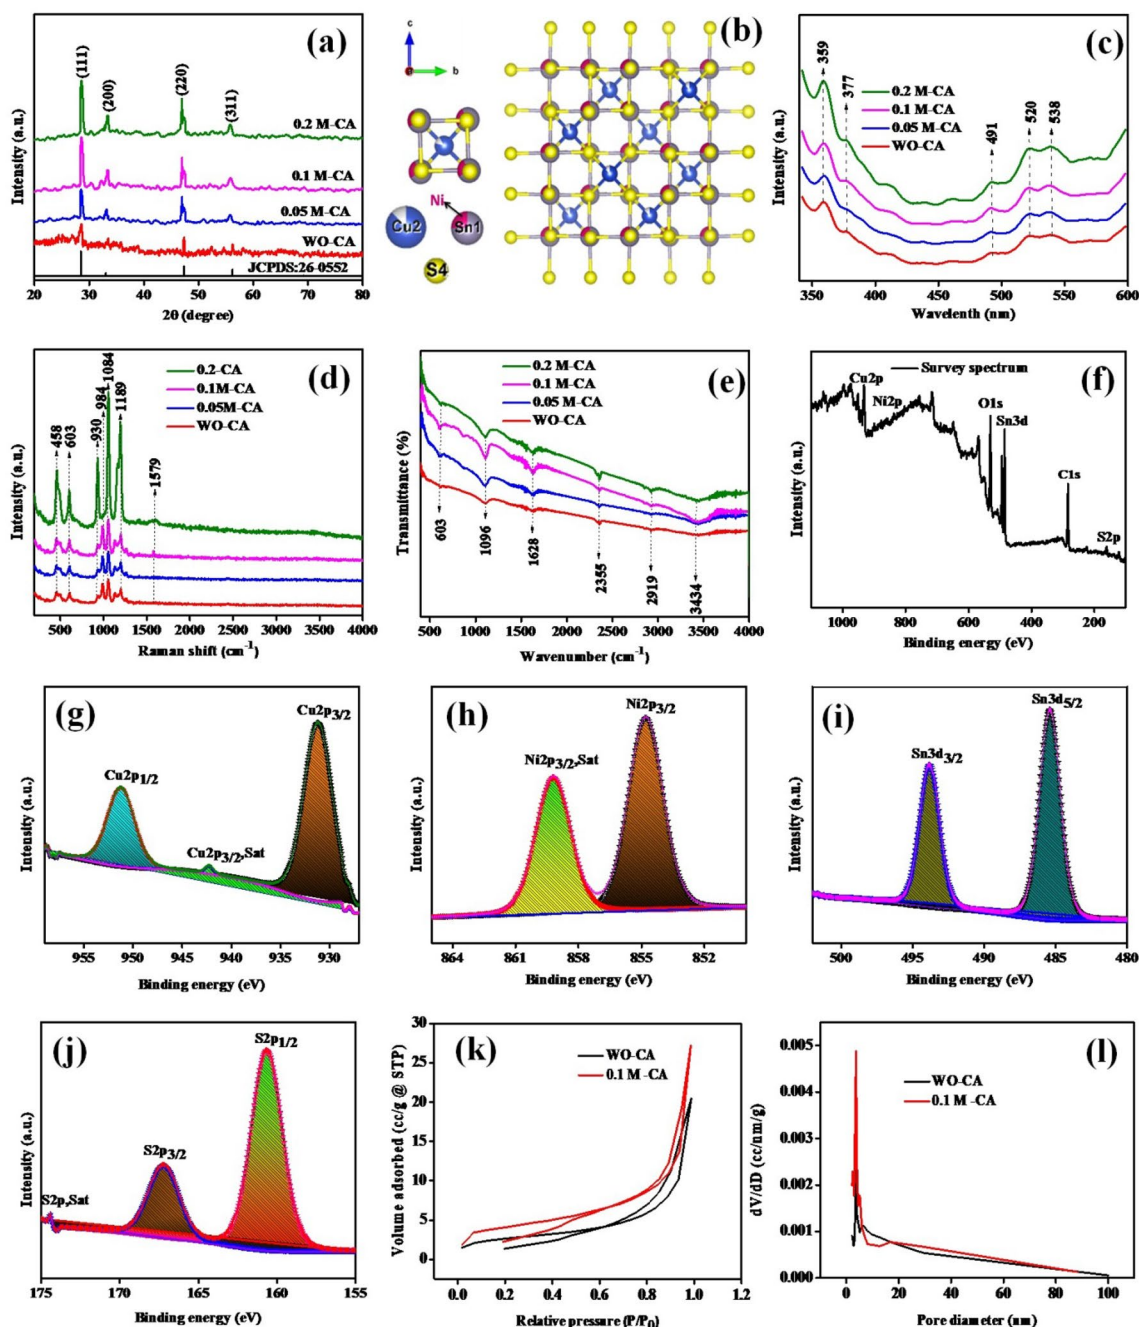 (a)
(111)
(200)
(220)
(311)
0.2 M-CA
0.1 M-CA
0.05 M-CA
WO-CA
JCPDS:26-0552
20 30 40 50 60 70 80
2θ (degree)
Intensity (a.u.)
(b)
c
b
Ni
Cu2
Sn1
S4
(c)
359
377
491
520
538
0.2 M-CA
0.1 M-CA
0.05 M-CA
WO-CA
350 400 450 500 550 600
Wavelenth (nm)
Intensity (a.u.)
(d)
0.2-CA
0.1M-CA
0.05M-CA
WO-CA
458
603
930
984
1084
1189
1579
500 1000 1500 2000 2500 3000 3500 4000
Raman shift (cm-1)
Intensity (a.u.)
(e)
0.2 M-CA
0.1 M-CA
0.05 M-CA
WO-CA
603
1096
1628
2355
2919
3434
500 1000 1500 2000 2500 3000 3500 4000
Wavenumber (cm-1)
Transmittance (%)
(f)
Survey spectrum
Cu2p
Ni2p
O1s
Sn3d
C1s
S2p
1000 800 600 400 200
Binding energy (eV)
Intensity (a.u.)
(g)
Cu2p3/2
Cu2p1/2
Cu2p3/2,Sat
955 950 945 940 935 930
Binding energy (eV)
Intensity (a.u.)
(h)
Ni2p3/2
Ni2p3/2,Sat
864 861 858 855 852
Binding energy (eV)
Intensity (a.u.)
(i)
Sn3d5/2
Sn3d3/2
500 495 490 485 480
Binding energy (eV)
Intensity (a.u.)
(j)
S2p1/2
S2p3/2
S2p,Sat
175 170 165 160 155
Binding energy (eV)
Intensity (a.u.)
(k)
WO-CA
0.1 M -CA
30
25
20
15
10
5
0
0.0 0.2 0.4 0.6 0.8 1.0 1.2
Relative pressure (P/P0)
Volume adsorbed (cc/g @ STP)
(l)
WO-CA
0.1 M -CA
0.005
0.004
0.003
0.002
0.001
0.000
0 20 40 60 80 100
Pore diameter (nm)
dV/dD (cc/nm/g)